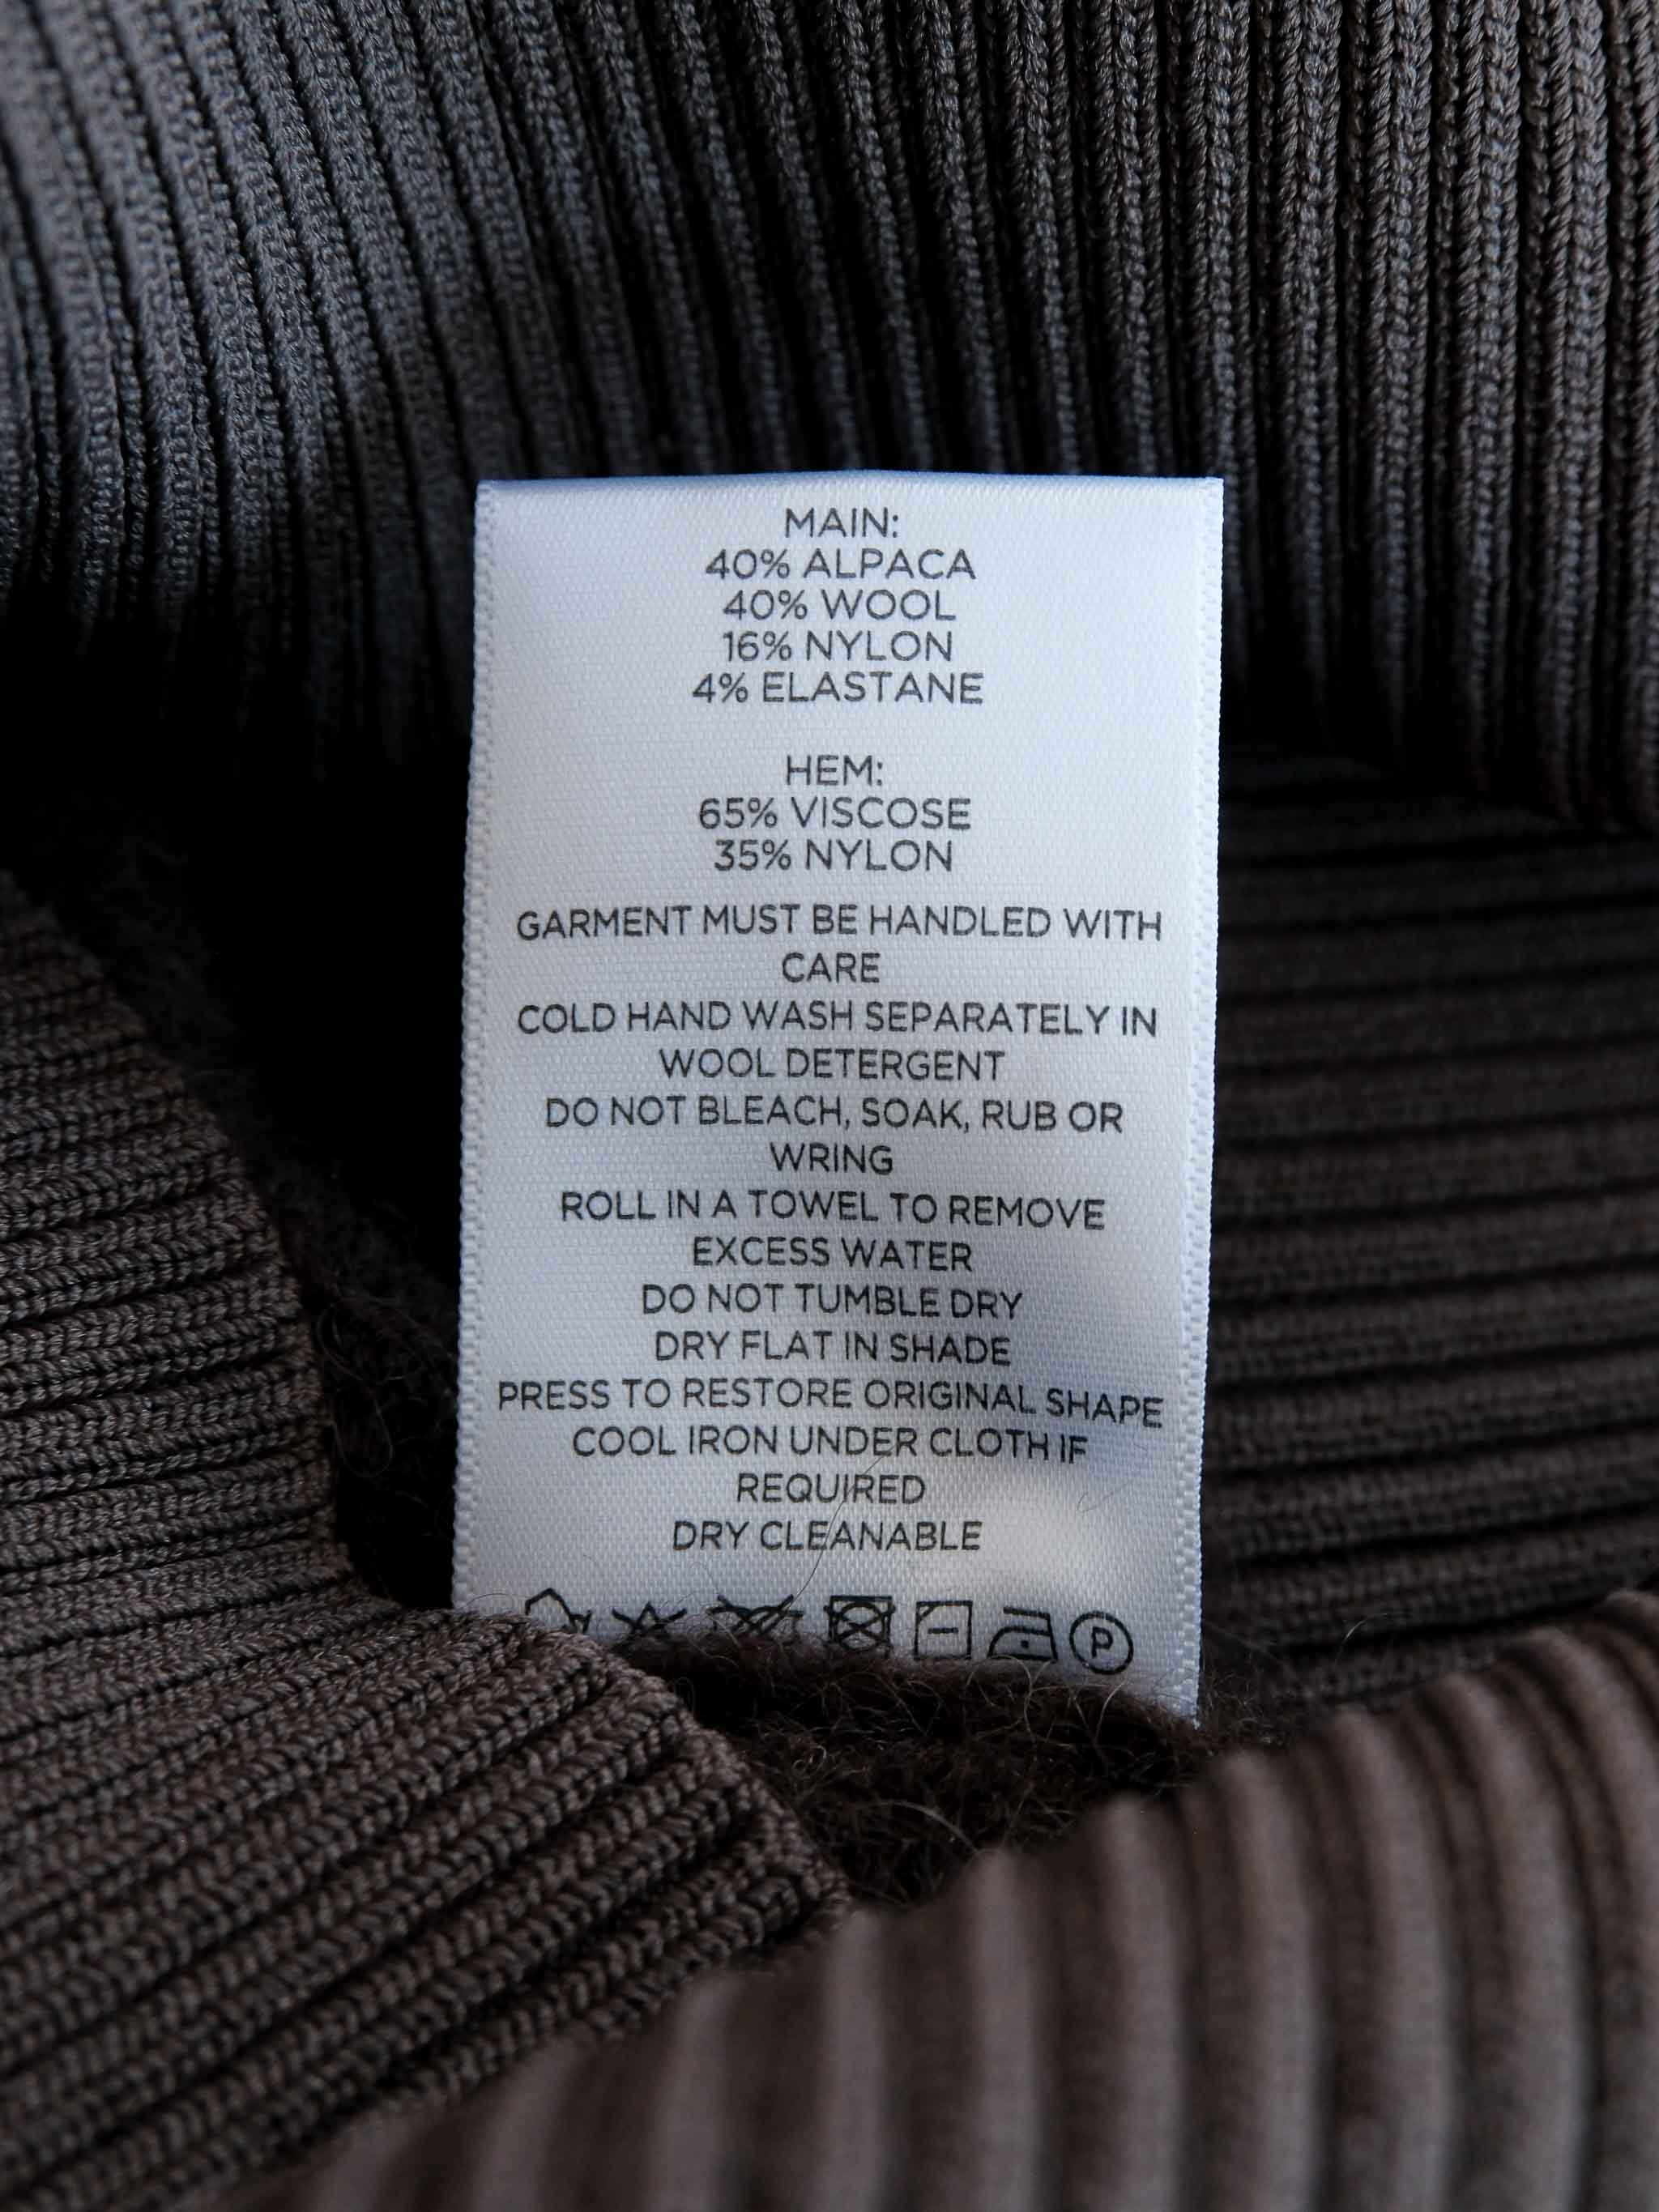 MAIN:
40% ALPACA
40% WOOL
16% NYLON
4% ELASTANE
HEM:
65% VISCOSE
35% NYLON
GARMENT MUST BE HANDLED WITH
CARE
COLD HAND WASH SEPARATELY IN
WOOL DETERGENT
DO NOT BLEACH, SOAK, RUB OR
WRING
ROLL IN A TOWEL TO REMOVE
EXCESS WATER
DO NOT TUMBLE DRY
DRY FLAT IN SHADE
PRESS TO RESTORE ORIGINAL SHAPE
COOL IRON UNDER CLOTH IF
REQUIRED
DRY CLEANABLE
P